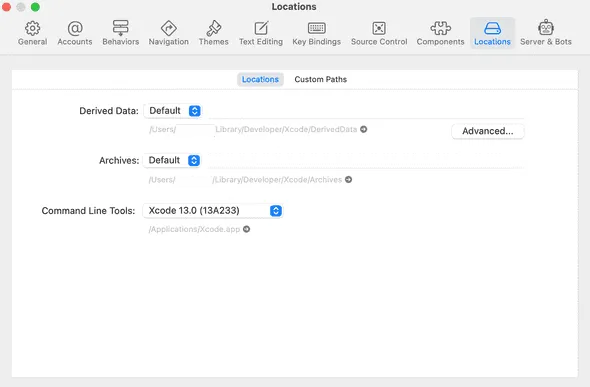 Locations
General Accounts Behaviors Navigation Themes Text Editing Key Bindings Source Control Components Locations Server & Bots
Locations Custom Paths
Derived Data: Default
/Users/ Library/Developer/Xcode/DerivedData
Advanced...
Archives: Default
/Users/ /Library/Developer/Xcode/Archives
Command Line Tools: Xcode 13.0 (13A233)
/Applications/Xcode.app